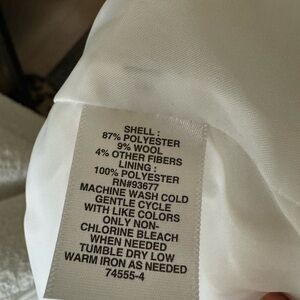 SHELL :
87% POLYESTER
9% WOOL
4% OTHER FIBERS
LINING :
100% POLYESTER
RN#93677
MACHINE WASH COLD
GENTLE CYCLE
WITH LIKE COLORS
ONLY NON-
CHLORINE BLEACH
WHEN NEEDED
TUMBLE DRY LOW
WARM IRON AS NEEDED
74555-4